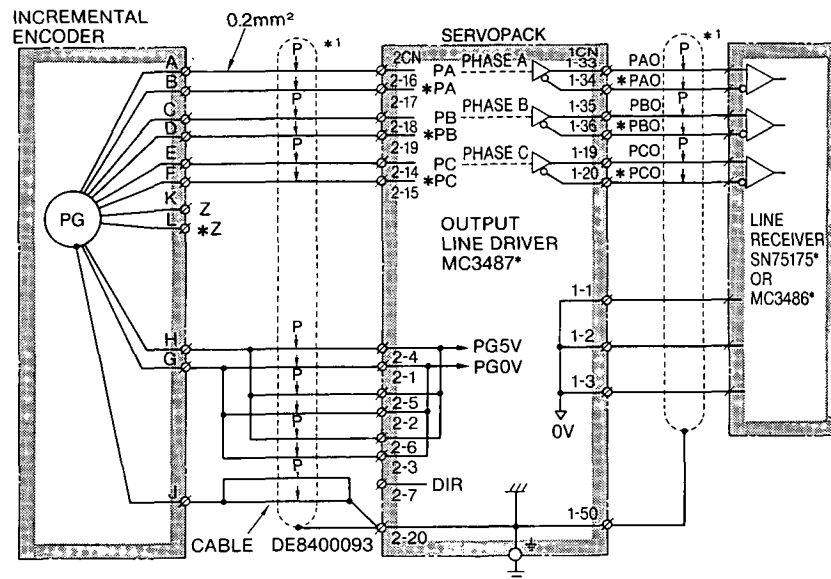 INCREMENTAL
ENCODER
0.2mm²
P
*1
SERVOPACK
2CN
1CN
P
*1
A
2-16
PA
PHASE A
1-33
PAO
B
P
2-17
*PA
1-34
*PAO
P
C
2-18
PB
PHASE B
1-35
PBO
D
P
2-19
*PB
1-36
*PBO
P
E
2-14
PC
PHASE C
1-19
PCO
F
2-15
*PC
1-20
*PCO
K
Z
L
*Z
PG
OUTPUT
LINE DRIVER
MC3487*
LINE
RECEIVER
SN75175*
OR
MC3486*
1-1
1-2
1-3
0V
H
P
2-4
PG5V
G
P
2-1
PG0V
2-5
P
2-2
2-6
P
2-3
DIR
2-7
J
CABLE
DE8400093
2-20
1-50